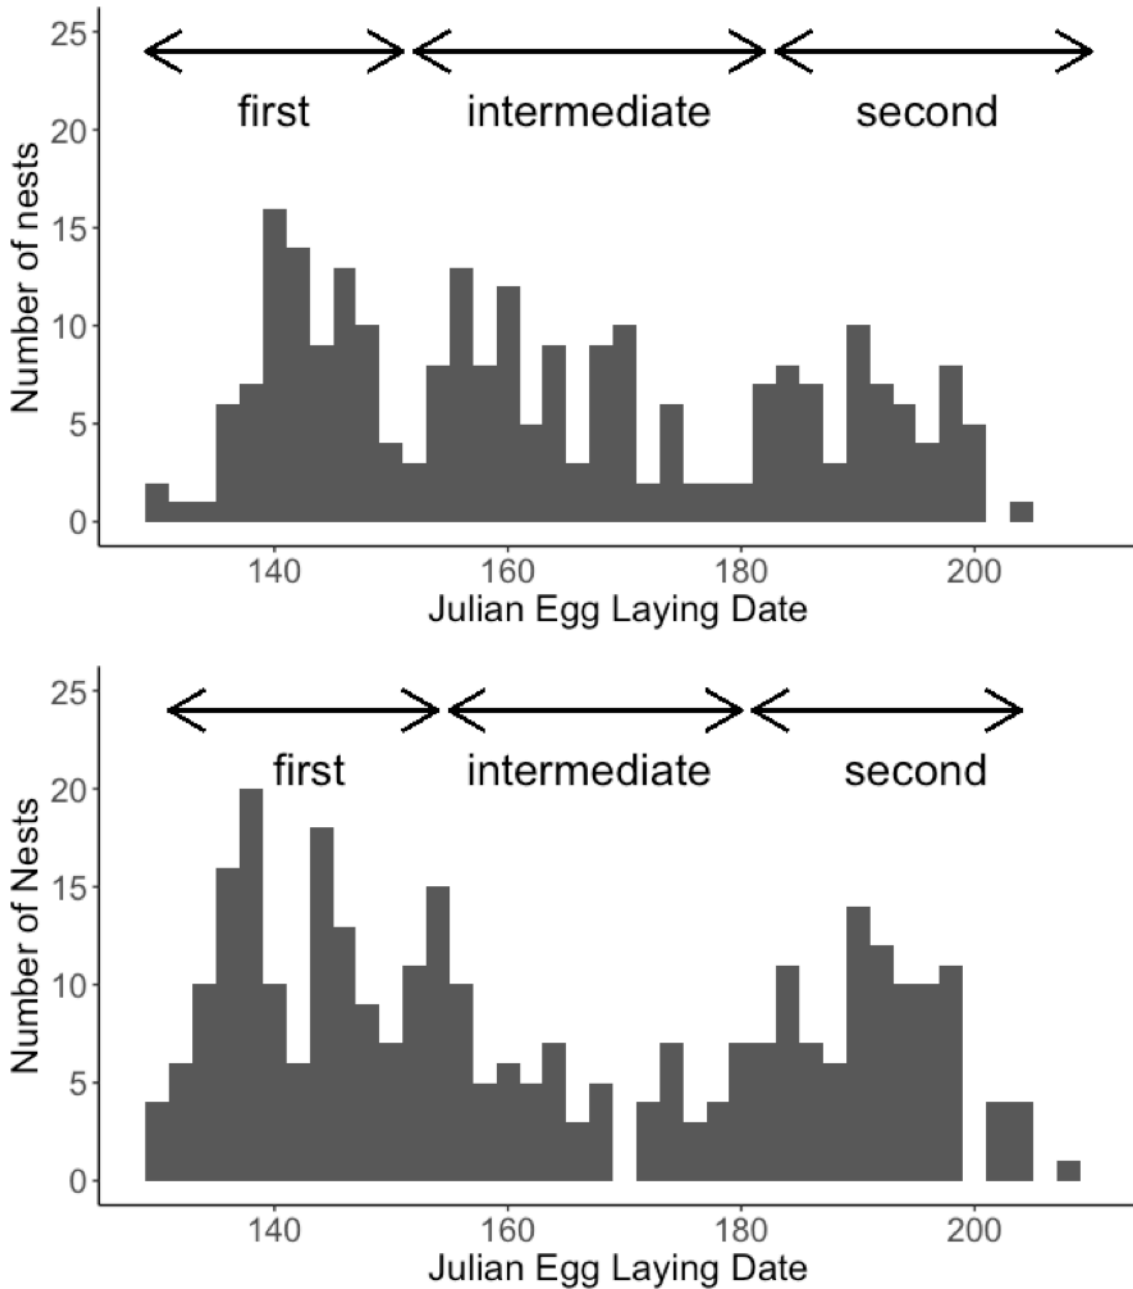 25
20
15
10
5
0
Number of nests
first intermediate second
140 160 180 200
Julian Egg Laying Date
25
20
15
10
5
0
Number of Nests
first intermediate second
140 160 180 200
Julian Egg Laying Date